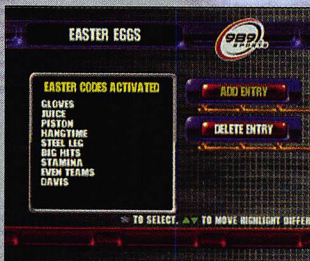 EASTER EGGS
989
SPORTS
EASTER CODES ACTIVATED
GLOVES
JUICE
PISTON
HANGTIME
STEEL LEG
BIG HITS
STAMINA
EVEN TEAMS
DAVIS
ADD ENTRY
DELETE ENTRY
TO SELECT. ▲▼ TO MOVE HIGHLIGHT DIFFER